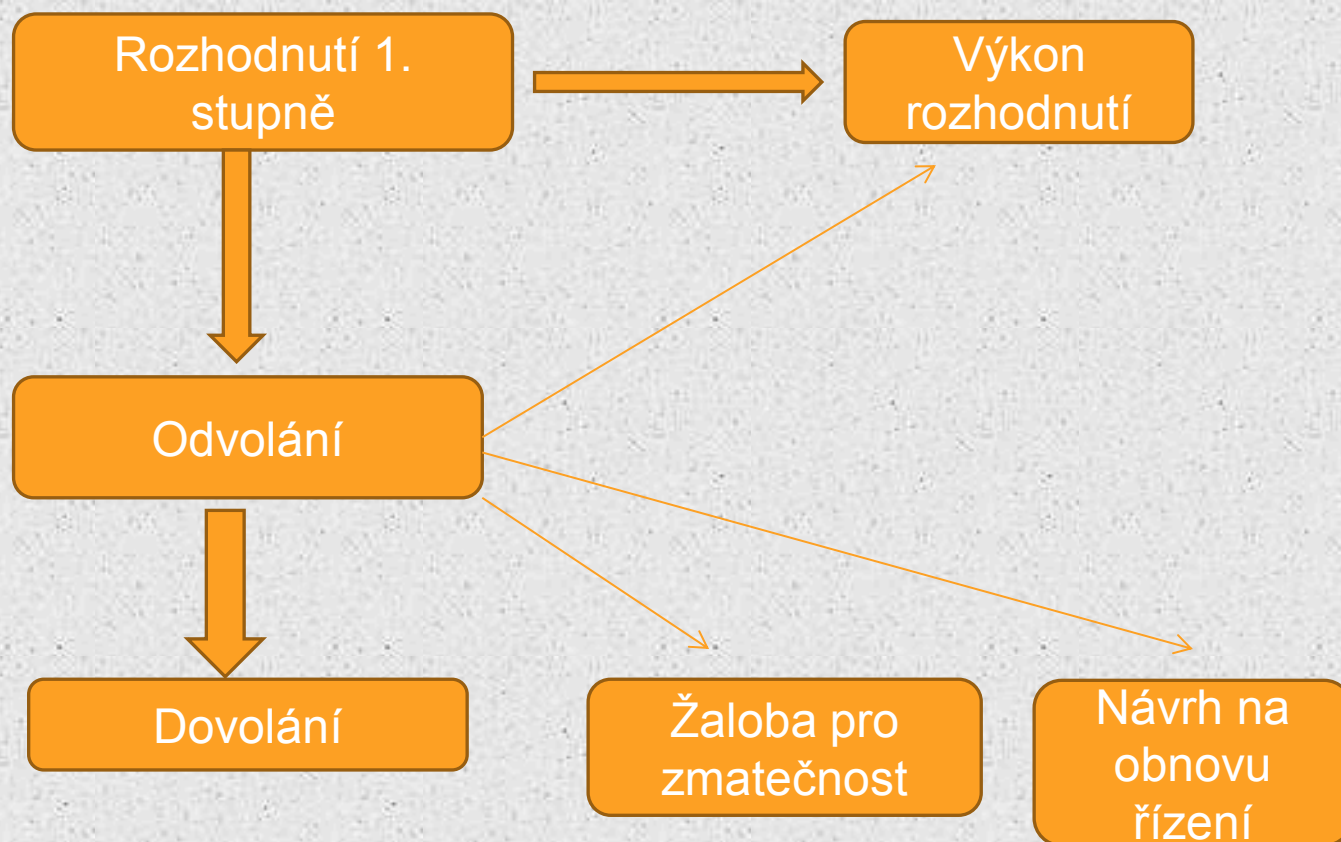 Rozhodnutí 1.
stupně
Výkon
rozhodnutí
Odvolání
Dovolání
Žaloba pro
zmatečnost
Návrh na
obnovu
řízení